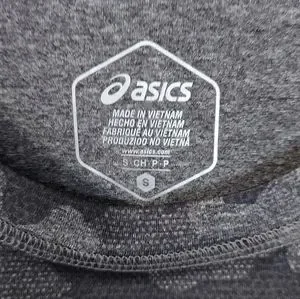 asics
MADE IN VIETNAM
HECHO EN VIETNAM
FABRIQUÉ AU VIETNAM
PRODUZIDO NO VIETNÃ
www.asics.com
S·CH·P·P
S